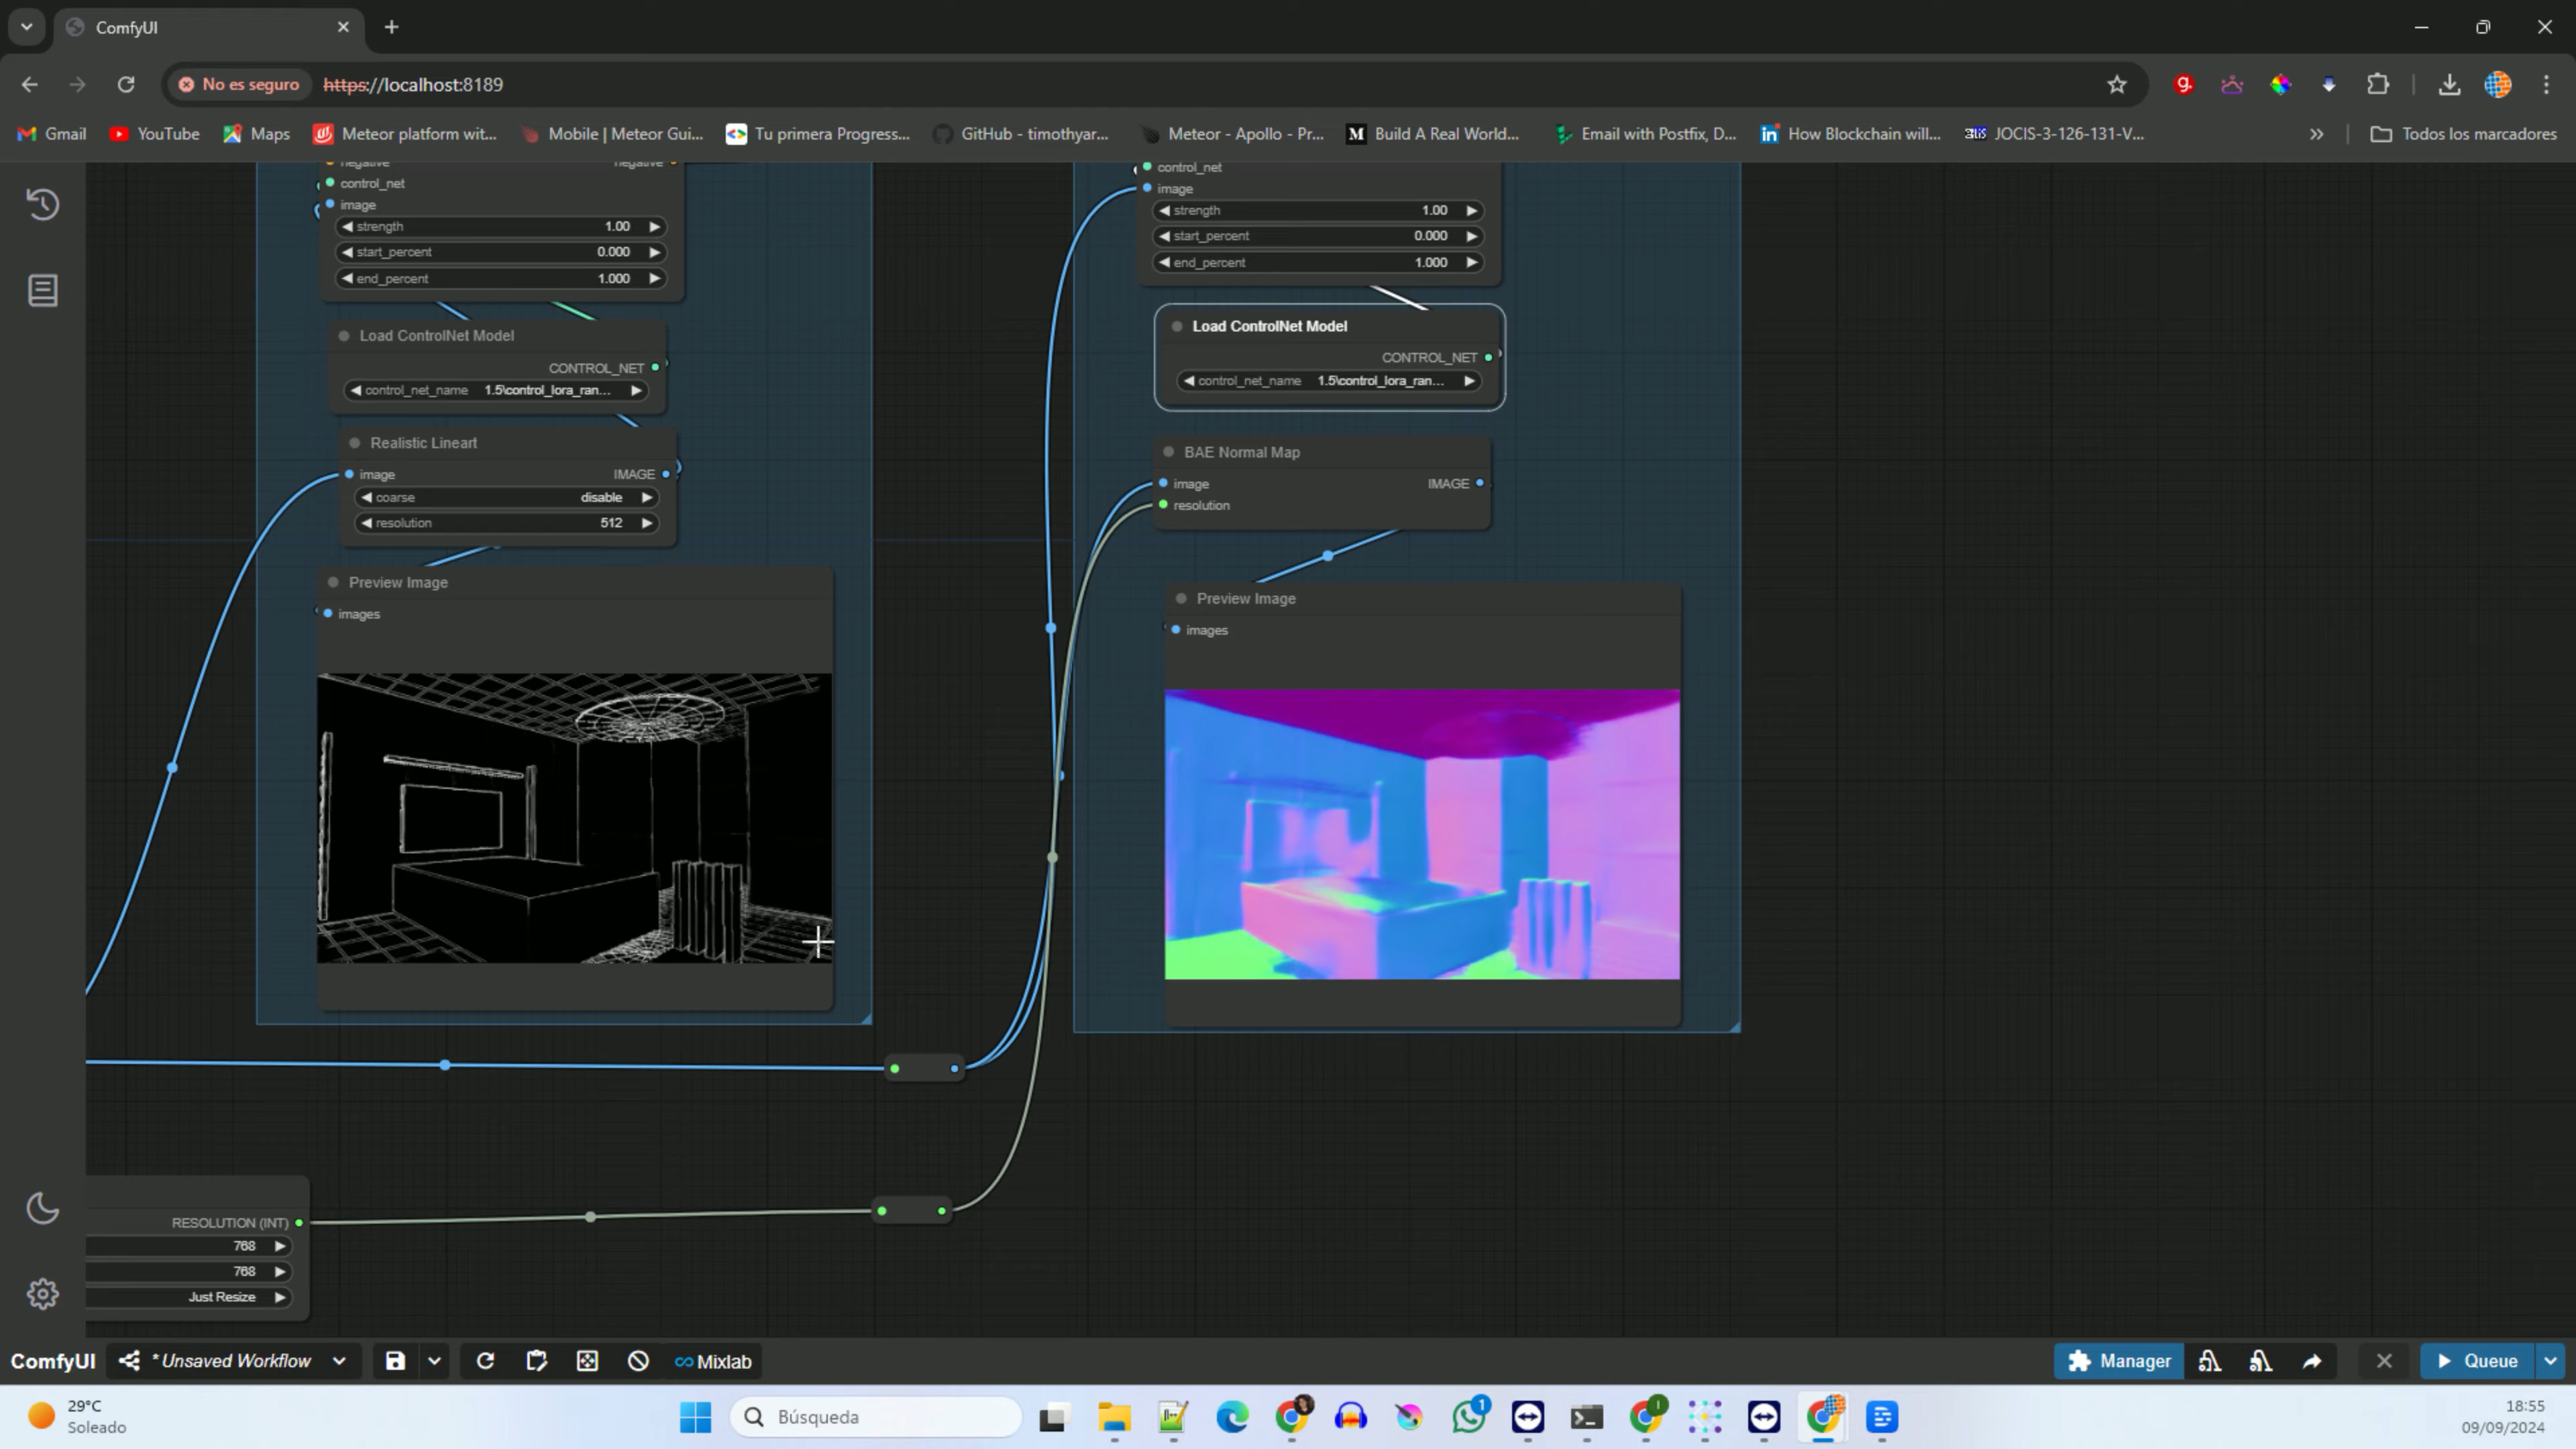 ComfyUI
No es seguro
https://localhost:8189
Gmail
YouTube
Maps
Meteor platform wit...
Mobile | Meteor Gui...
Tu primera Progress...
GitHub - timothyar...
Meteor - Apollo - Pr...
Build A Real World...
Email with Postfix, D...
How Blockchain will...
JOCIS-3-126-131-V...
Todos los marcadores
negative
negative
control_net
image
strength 1.00
start_percent 0.000
end_percent 1.000
Load ControlNet Model
CONTROL_NET
control_net_name 1.5\control_lora_ran...
Realistic Lineart
image IMAGE
coarse disable
resolution 512
Preview Image
images
control_net
image
strength 1.00
start_percent 0.000
end_percent 1.000
Load ControlNet Model
CONTROL_NET
control_net_name 1.5\control_lora_ran...
BAE Normal Map
image IMAGE
resolution
Preview Image
images
RESOLUTION (INT)
768
768
Just Resize
ComfyUI
* Unsaved Workflow
Mixlab
Manager
Queue
29°C
Soleado
Búsqueda
1
18:55
09/09/2024